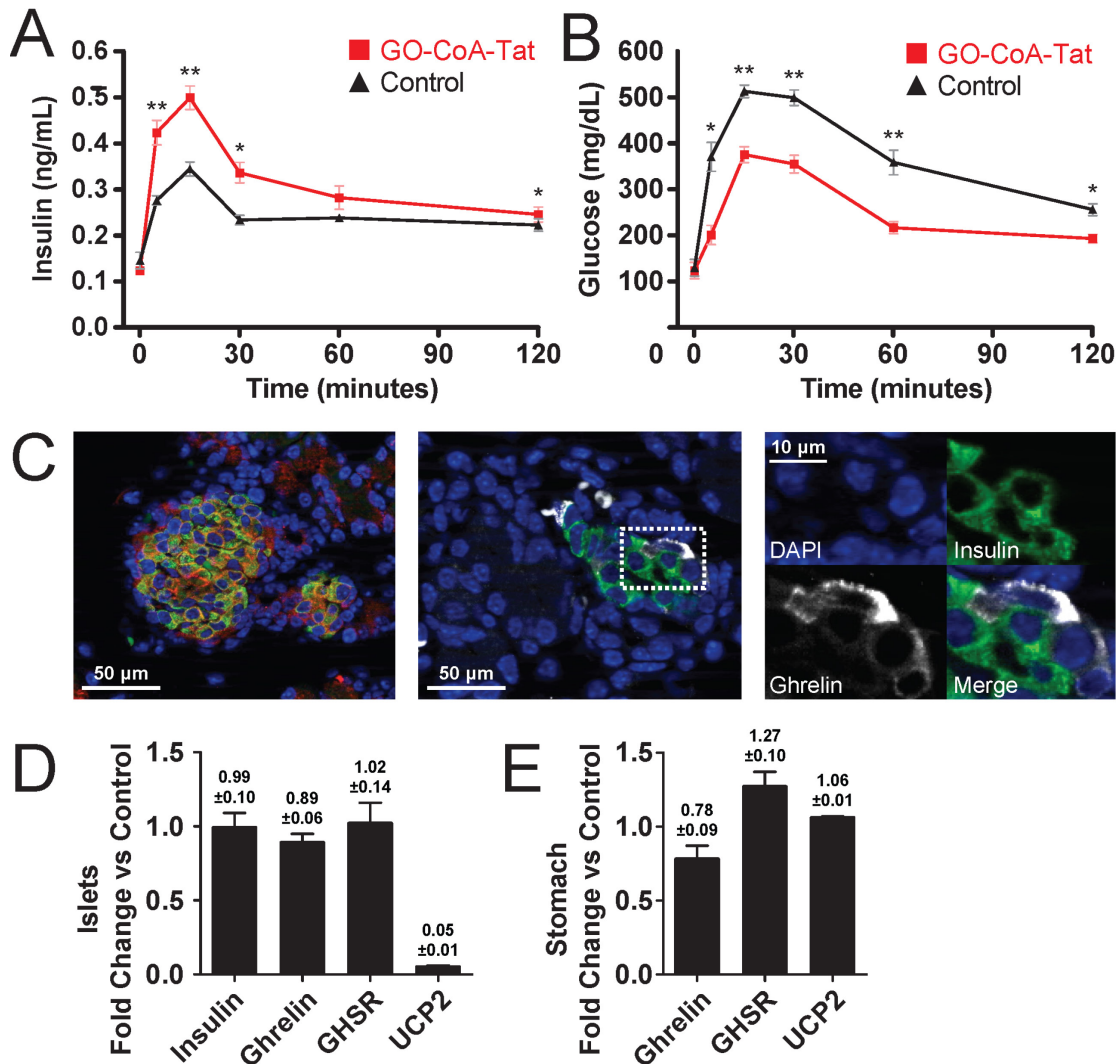 A
GO-CoA-Tat
Control
Insulin (ng/mL)
0.6
0.5
0.4
0.3
0.2
0.1
0.0
**
**
*
*
0
30
60
90
120
Time (minutes)
B
GO-CoA-Tat
Control
Glucose (mg/dL)
600
500
400
300
200
100
0
*
**
**
**
*
0
30
60
90
120
Time (minutes)
C
50 µm
50 µm
10 µm
DAPI
Insulin
Ghrelin
Merge
D
Islets
Fold Change vs Control
1.5
1.0
0.5
0.0
0.99
±0.10
0.89
±0.06
1.02
±0.14
0.05
±0.01
Insulin
Ghrelin
GHSR
UCP2
E
Stomach
Fold Change vs Control
1.5
1.0
0.5
0.0
0.78
±0.09
1.27
±0.10
1.06
±0.01
Ghrelin
GHSR
UCP2